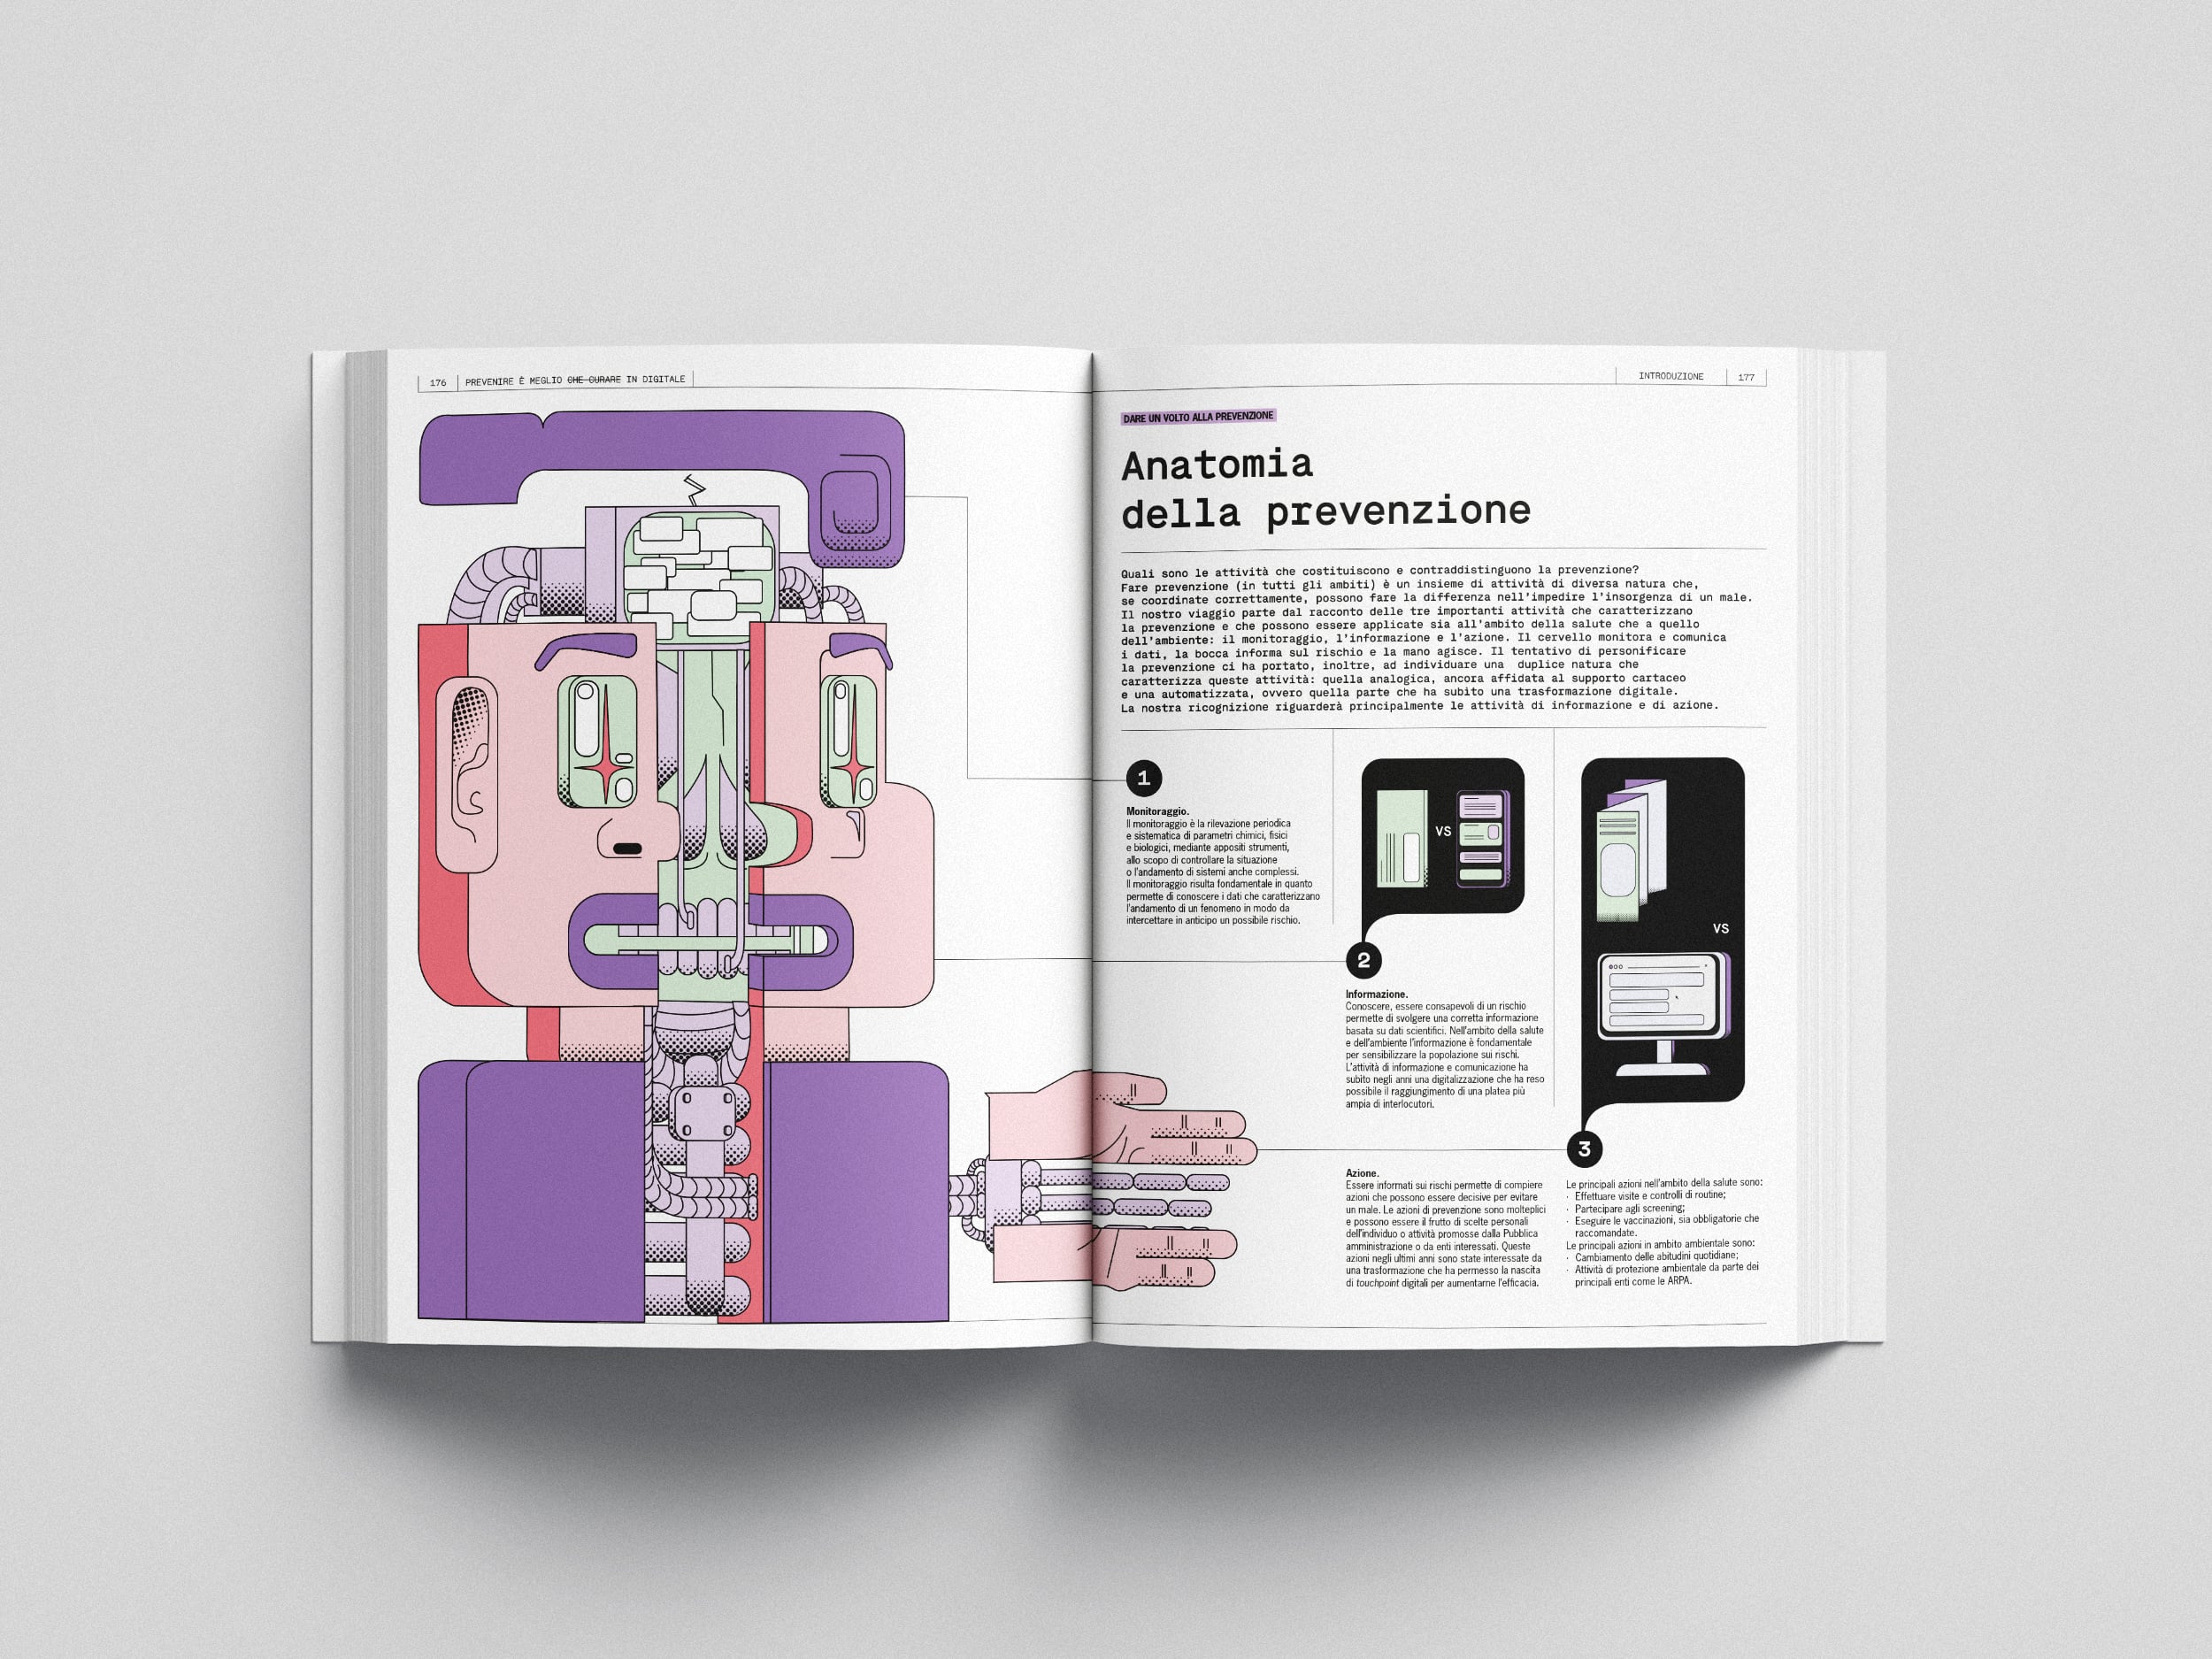 176
PREVENIRE È MEGLIO CHE CURARE IN DIGITALE
INTRODUZIONE
177
DARE UN VOLTO ALLA PREVENZIONE
Anatomia
della prevenzione
Quali sono le attività che costituiscono e contraddistinguono la prevenzione?
Fare prevenzione (in tutti gli ambiti) è un insieme di attività di diversa natura che,
se coordinate correttamente, possono fare la differenza nell'impedire l'insorgenza di un male.
Il nostro viaggio parte dal racconto delle tre importanti attività che caratterizzano
la prevenzione e che possono essere applicate sia all'ambito della salute che a quello
dell'ambiente: il monitoraggio, l'informazione e l'azione. Il cervello monitora e comunica
i dati, la bocca informa sul rischio e la mano agisce. Il tentativo di personificare
la prevenzione ci ha portato, inoltre, ad individuare una duplice natura che
caratterizza queste attività: quella analogica, ancora affidata al supporto cartaceo
e una automatizzata, ovvero quella parte che ha subìto una trasformazione digitale.
La nostra ricognizione riguarderà principalmente le attività di informazione e di azione.
1
Monitoraggio.
Il monitoraggio è la rilevazione periodica
e sistematica di parametri chimici, fisici
e biologici, mediante appositi strumenti,
allo scopo di controllare la situazione
o l'andamento di sistemi anche complessi.
Il monitoraggio risulta fondamentale in quanto
permette di conoscere i dati che caratterizzano
l'andamento di un fenomeno in modo da
intercettare in anticipo un possibile rischio.
VS
2
Informazione.
Conoscere, essere consapevoli di un rischio
permette di svolgere una corretta informazione
basata su dati scientifici. Nell'ambito della salute
e dell'ambiente l'informazione è fondamentale
per sensibilizzare la popolazione sui rischi.
L'attività di informazione e comunicazione ha
subito negli anni una digitalizzazione che ha reso
possibile il raggiungimento di una platea più
ampia di interlocutori.
VS
3
Azione.
Essere informati sui rischi permette di compiere
azioni che possono essere decisive per evitare
un male. Le azioni di prevenzione sono molteplici
e possono essere il frutto di scelte personali
dell'individuo o attività promosse dalla Pubblica
amministrazione o da enti interessati. Queste
azioni negli ultimi anni sono state interessate da
una trasformazione che ha permesso la nascita
di touchpoint digitali per aumentarne l'efficacia.
Le principali azioni nell'ambito della salute sono:
· Effettuare visite e controlli di routine;
· Partecipare agli screening;
· Eseguire le vaccinazioni, sia obbligatorie che
raccomandate.
Le principali azioni in ambito ambientale sono:
· Cambiamento delle abitudini quotidiane;
· Attività di protezione ambientale da parte dei
principali enti come le ARPA.